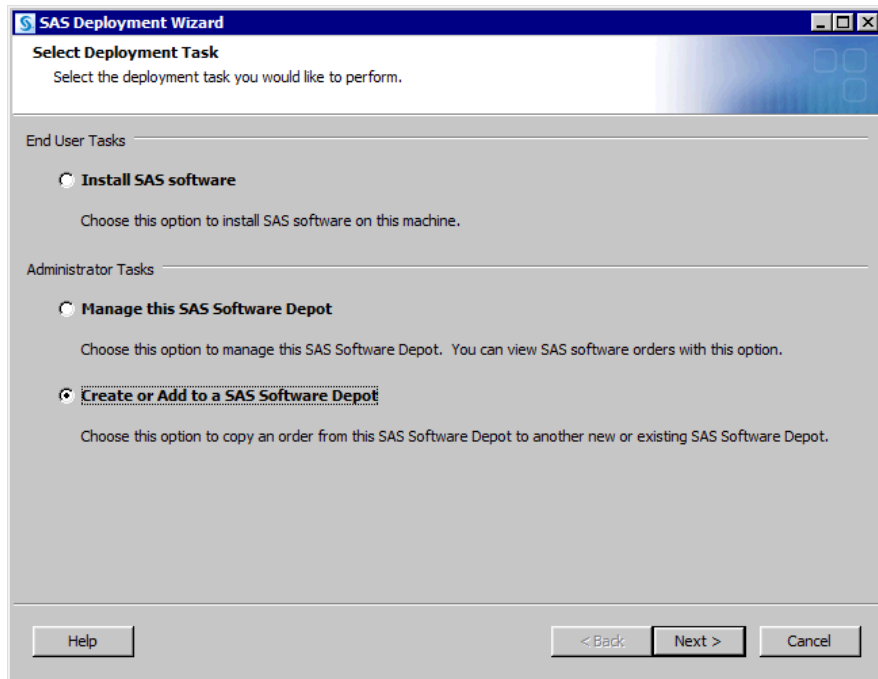 SAS Deployment Wizard
Select Deployment Task
Select the deployment task you would like to perform.
End User Tasks
Install SAS software
Choose this option to install SAS software on this machine.
Administrator Tasks
Manage this SAS Software Depot
Choose this option to manage this SAS Software Depot. You can view SAS software orders with this option.
Create or Add to a SAS Software Depot
Choose this option to copy an order from this SAS Software Depot to another new or existing SAS Software Depot.
Help < Back Next > Cancel